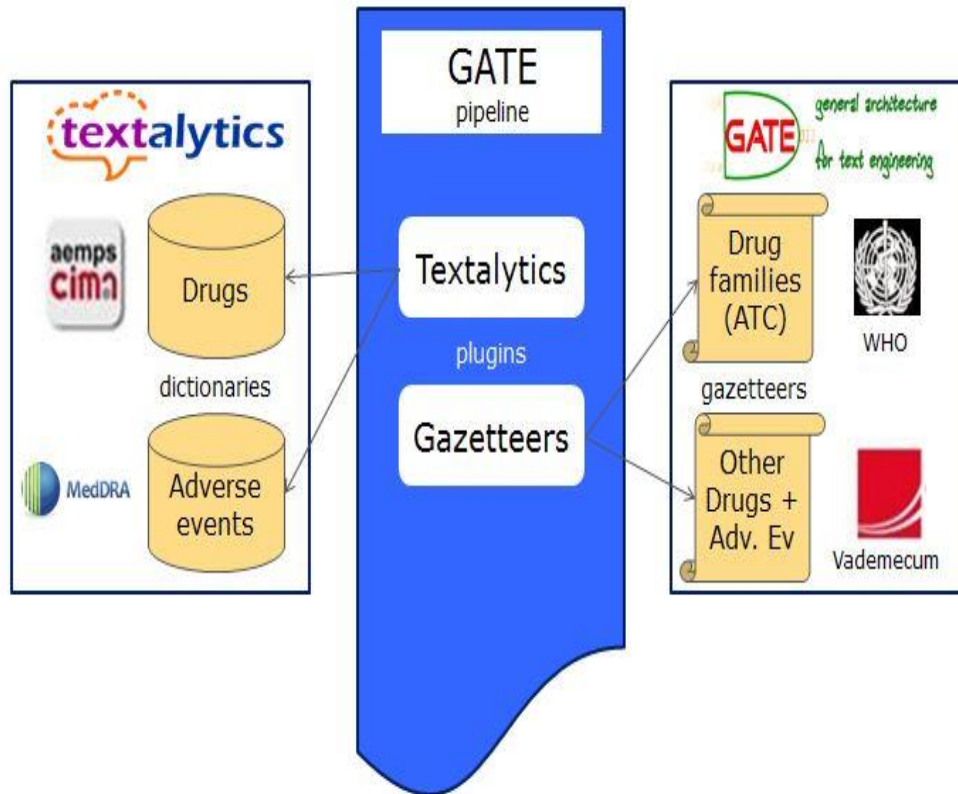 GATE
pipeline
textalytics
aemps
cima
Drugs
dictionaries
MedDRA
Adverse
events
Textalytics
plugins
Gazetteers
GATE
general architecture
for text engineering
Drug
families
(ATC)
WHO
gazetteers
Other
Drugs +
Adv. Ev
Vademecum